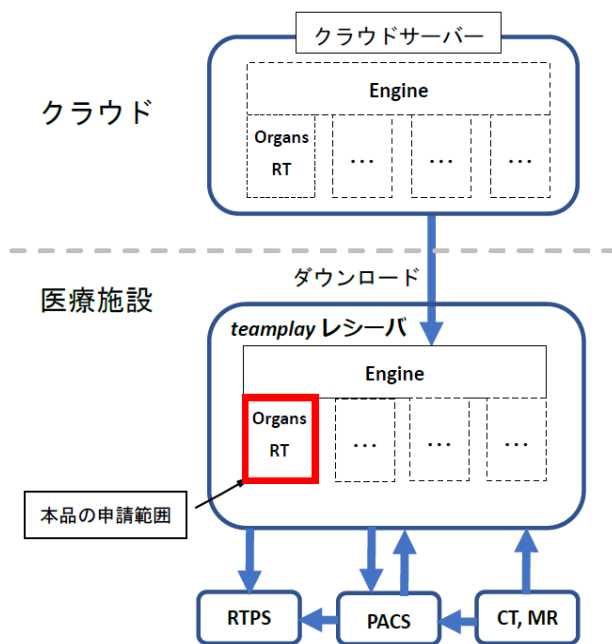 クラウドサーバー
クラウド
Engine
Organs
RT
...
...
...
ダウンロード
医療施設
teamplay レシーバ
Engine
Organs
RT
...
...
...
本品の申請範囲
RTPS
PACS
CT, MR